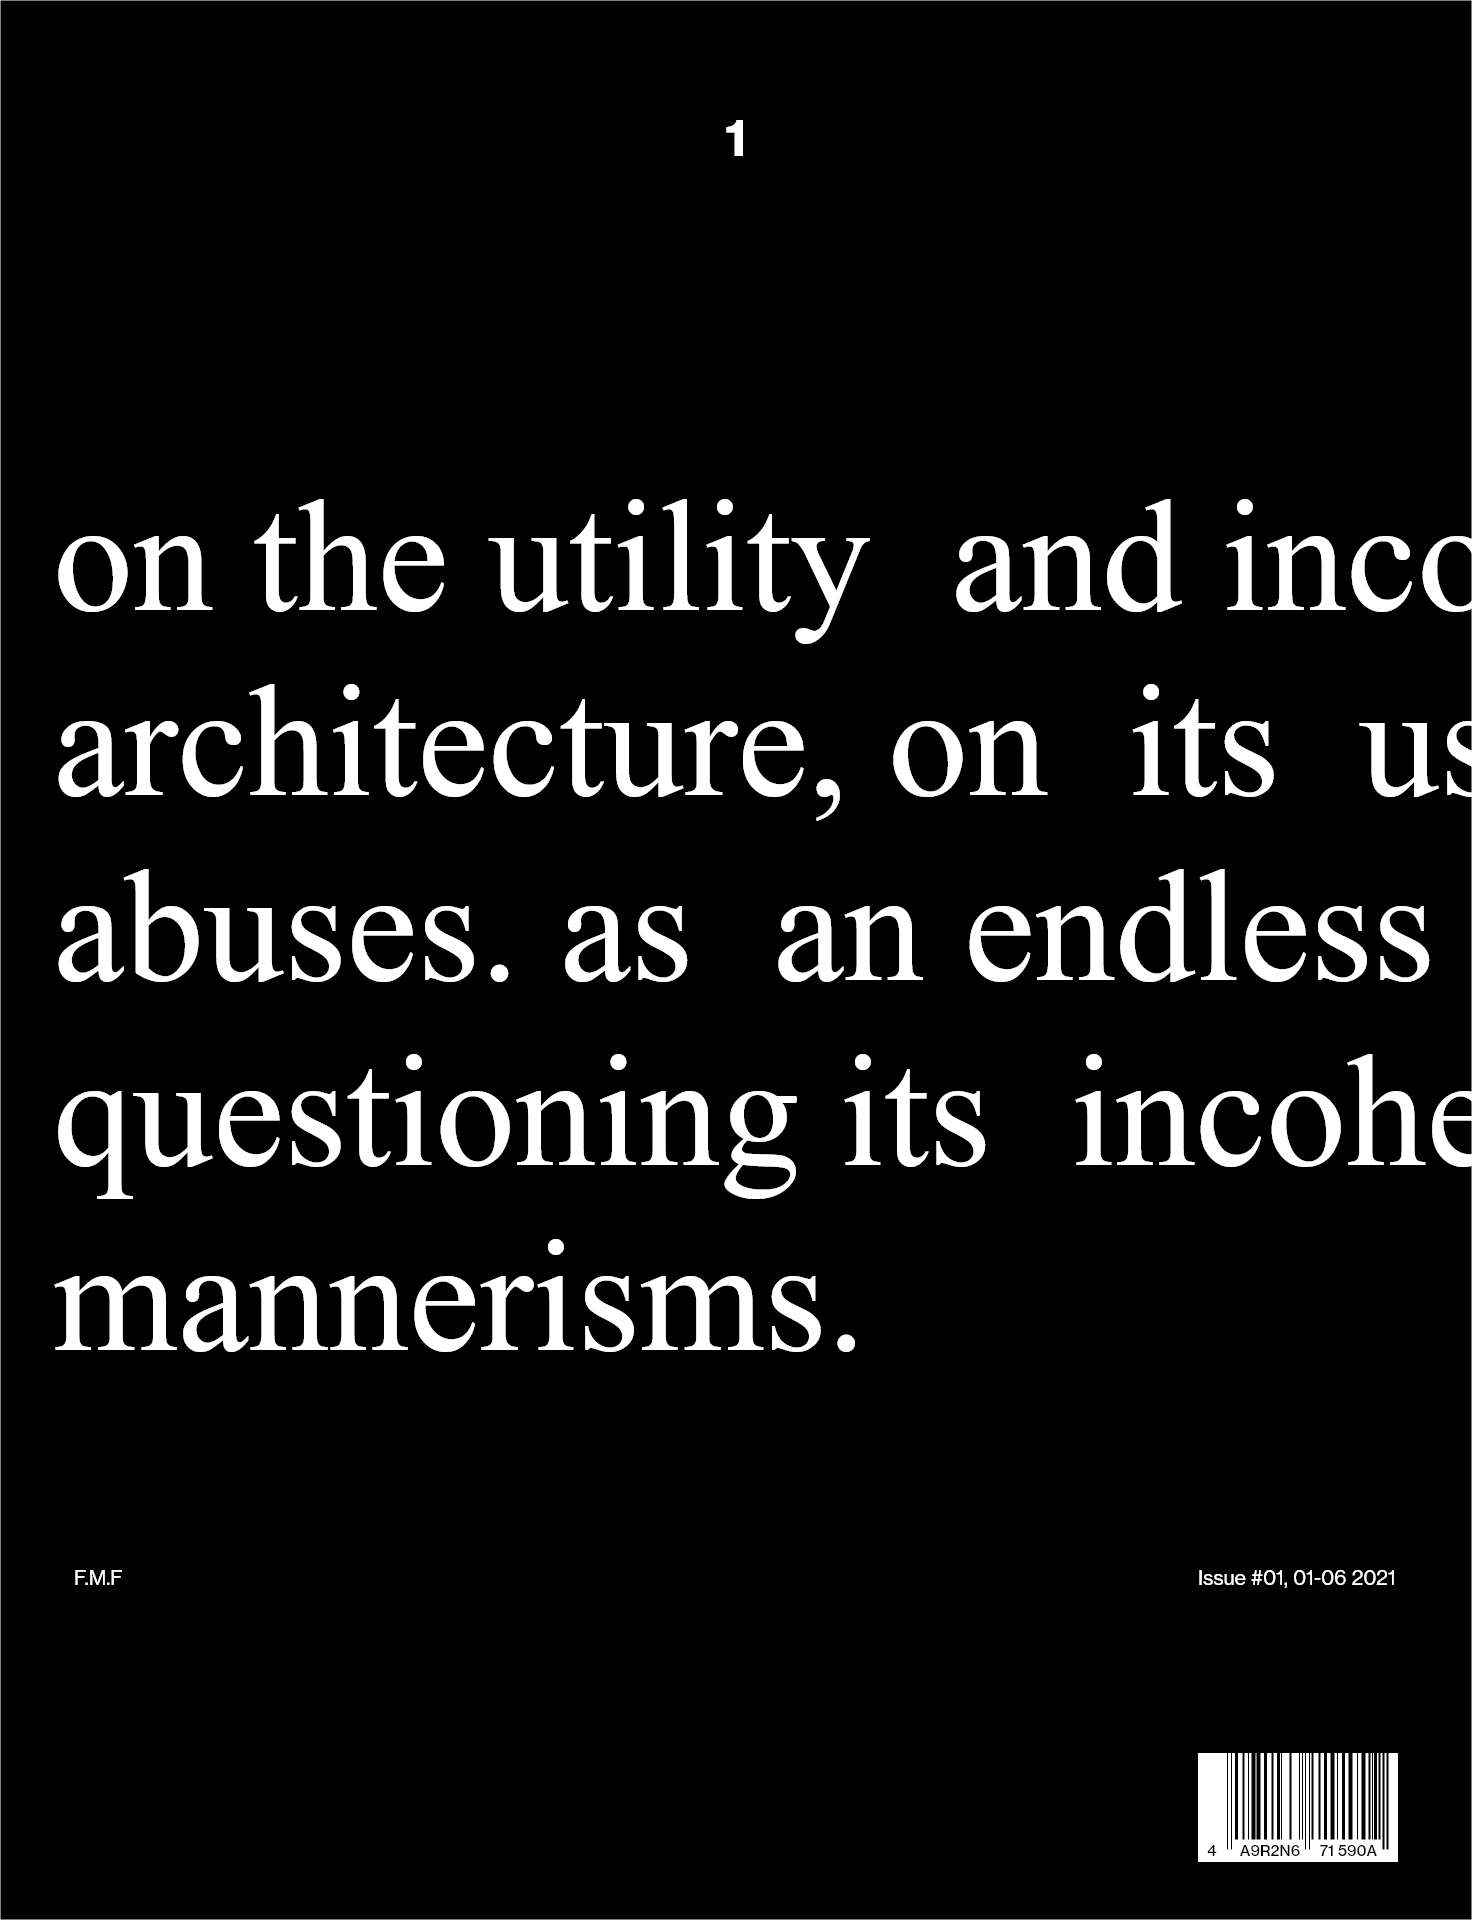 1
on the utility and inco
architecture, on its us
abuses. as an endless
questioning its incohe
mannerisms.
F.M.F
Issue #01, 01-06 2021
4 A9R2N6 71590A